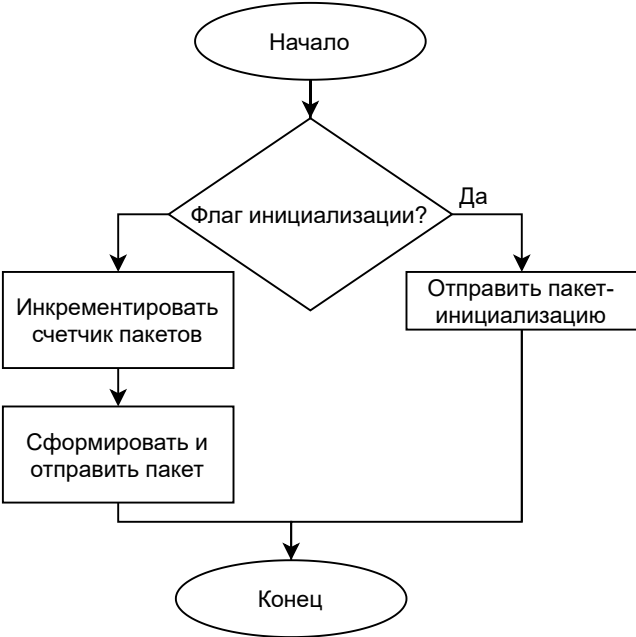 Начало
Флаг инициализации?
Да
Инкрементировать
счетчик пакетов
Отправить пакет-
инициализацию
Сформировать и
отправить пакет
Конец